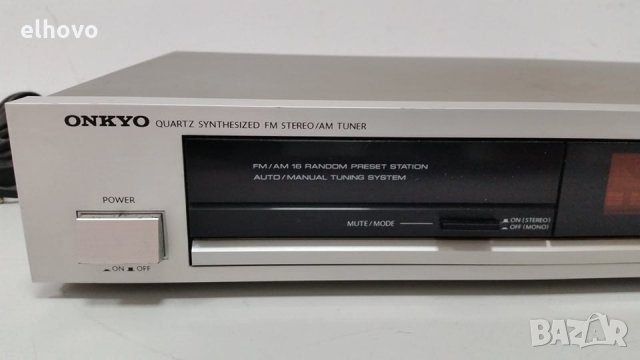 elhovo
ONKYO QUARTZ SYNTHESIZED FM STEREO/AM TUNER
FM/AM 16 RANDOM PRESET STATION
AUTO/MANUAL TUNING SYSTEM
POWER
MUTE/MODE
ON (STEREO)
OFF (MONO)
ON OFF
BAZAR